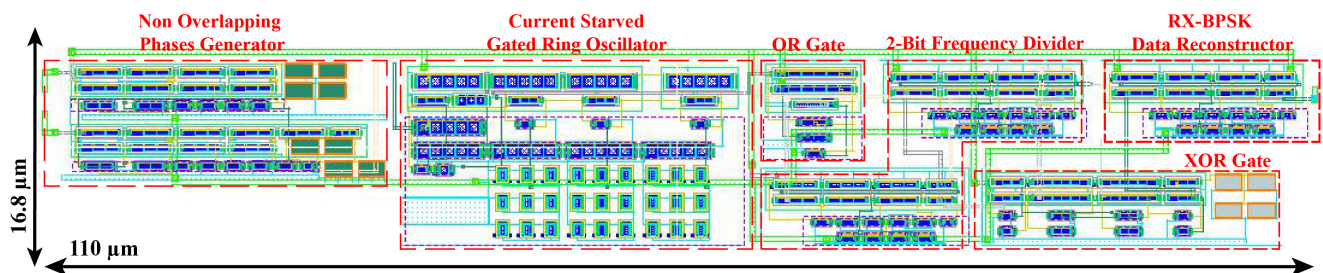 Non Overlapping
Phases Generator
Current Starved
Gated Ring Oscillator
OR Gate
2-Bit Frequency Divider
RX-BPSK
Data Reconstructor
XOR Gate
16.8 μm
110 μm